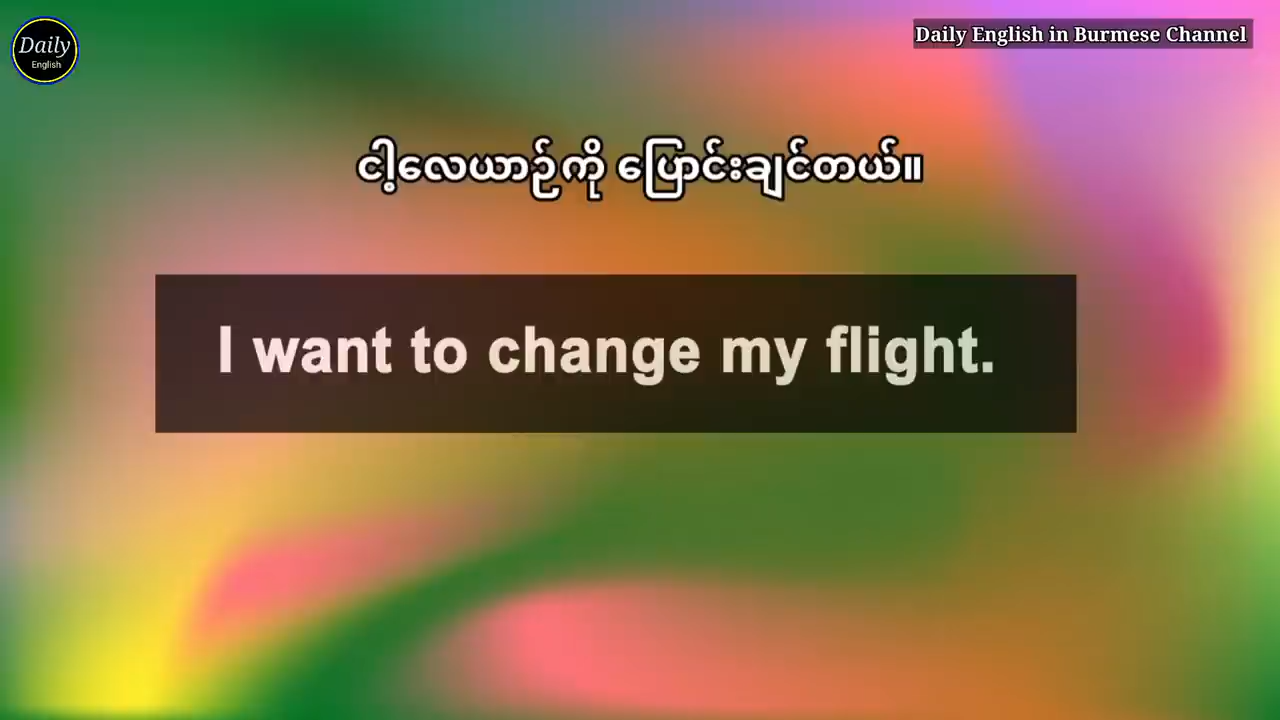 Daily
English
Daily English in Burmese Channel
ငါ့လေယာဉ်ကို ပြောင်းချင်တယ်။
I want to change my flight.